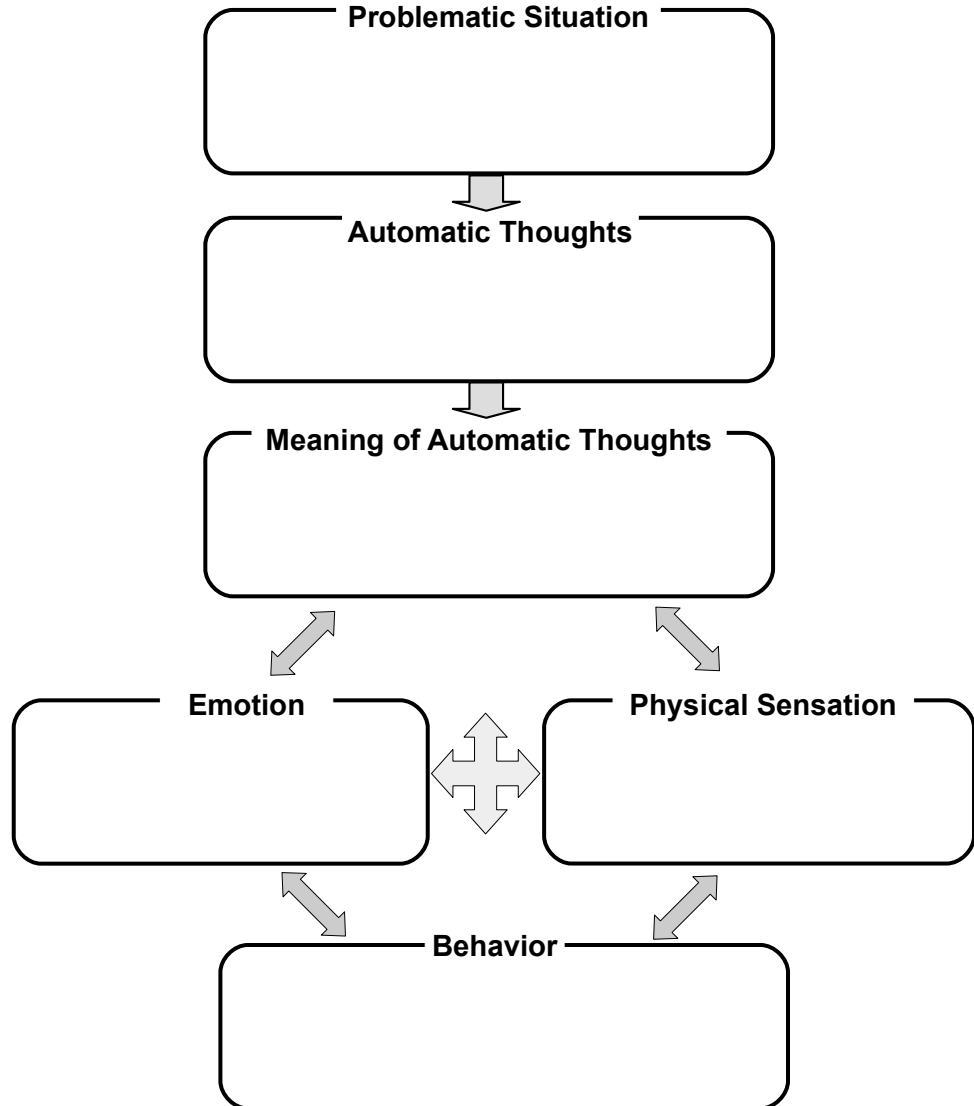 Problematic Situation
Automatic Thoughts
Meaning of Automatic Thoughts
Emotion
Physical Sensation
Behavior